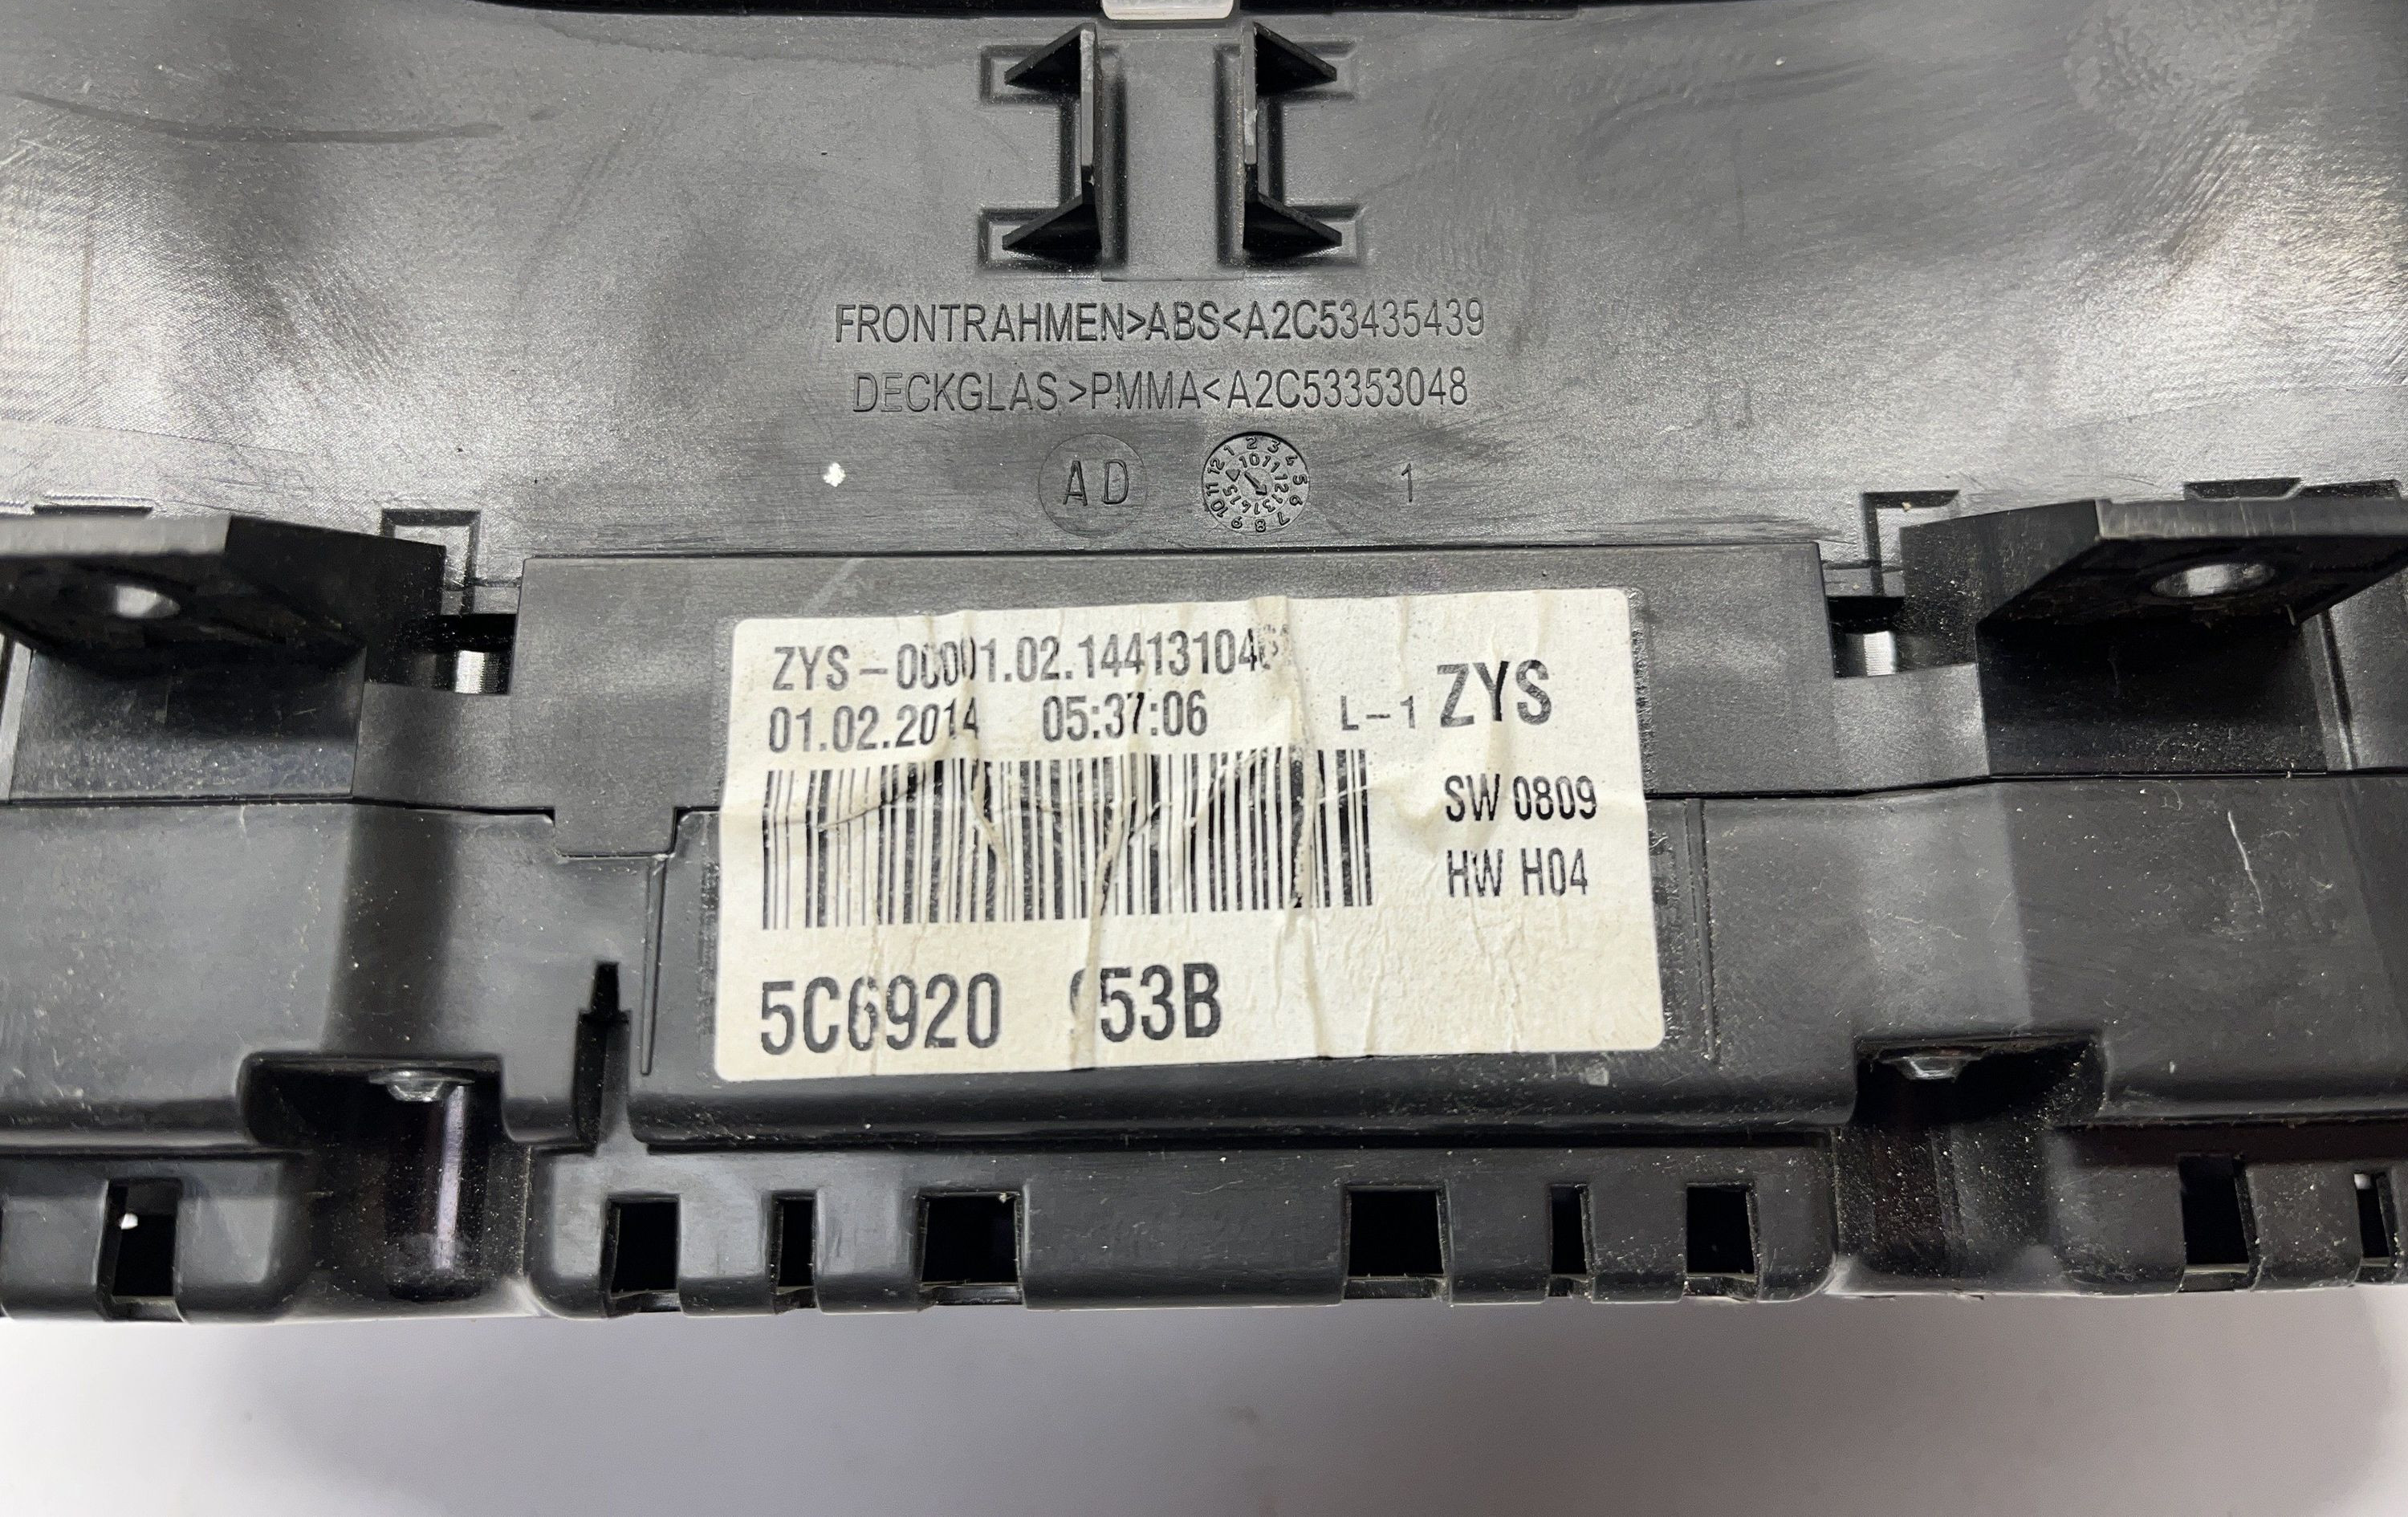 FRONTRAHMEN>ABS<A2C53435439
DECKGLAS>PMMA<A2C53353048
AD
1
01.02.2014 05:37:06 L-1 ZYS
SW 0809
HW H04
5C6920